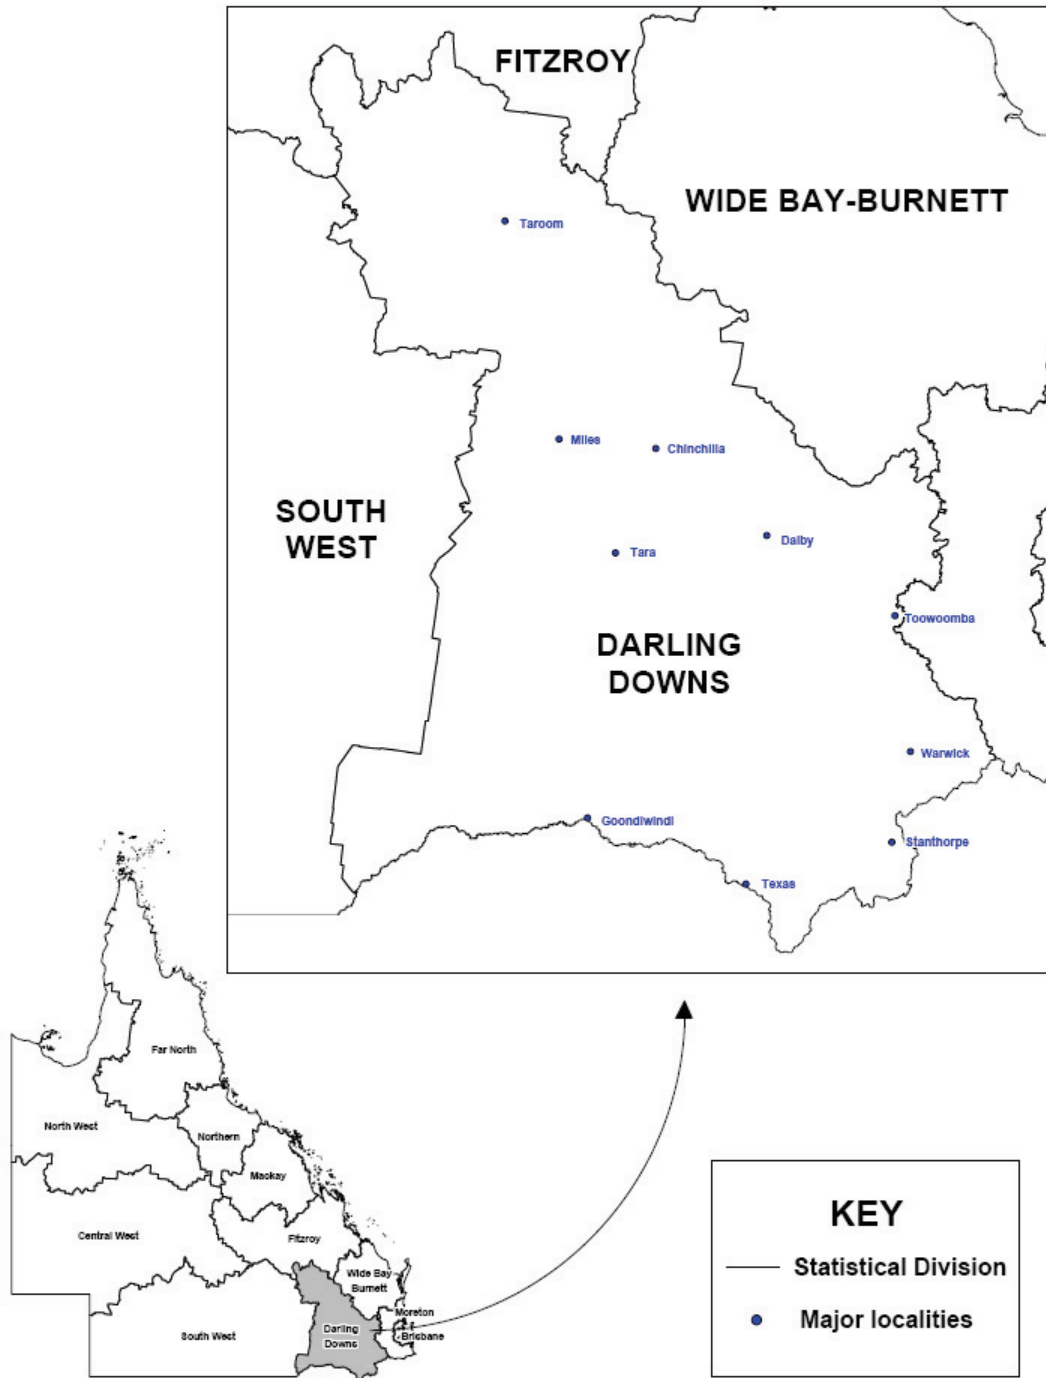 FITZROY
WIDE BAY-BURNETT
Taroom
Miles
Chinchilla
SOUTH
WEST
Tara
Dalby
Toowoomba
DARLING
DOWNS
Warwick
Goondiwindi
Stanthorpe
Texas
Far North
North West
Northern
Mackay
Central West
Fitzroy
Wide Bay
Burnett
Moreton
Brisbane
South West
Darling
Downs
KEY
Statistical Division
Major localities